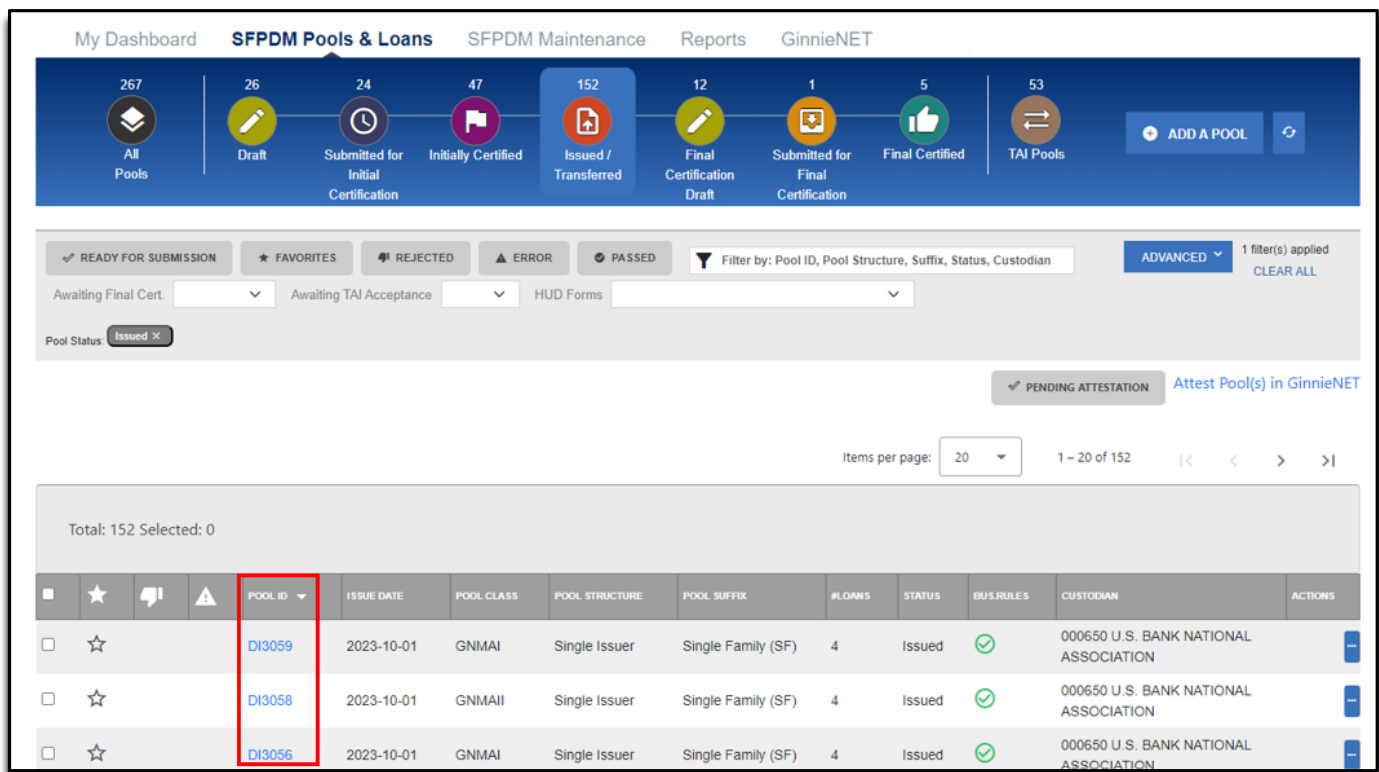 My Dashboard SFPDM Pools & Loans SFPDM Maintenance Reports GinnieNET
267 26 24 47 152 12 1 5 53
All Pools
Draft
Submitted for Initial Certification
Initially Certified
Issued / Transferred
Final Certification Draft
Submitted for Final Certification
Final Certified
TAI Pools
ADD A POOL
READY FOR SUBMISSION FAVORITES REJECTED ERROR PASSED Filter by: Pool ID, Pool Structure, Suffix, Status, Custodian ADVANCED 1 filter(s) applied
CLEAR ALL
Awaiting Final Cert. Awaiting TAI Acceptance HUD Forms
Pool Status: Issued ×
PENDING ATTESTATION Attest Pool(s) in GinnieNET
Items per page: 20 1 – 20 of 152
Total: 152 Selected: 0
POOL ID ISSUE DATE POOL CLASS POOL STRUCTURE POOL SUFFIX #LOANS STATUS BUS.RULES CUSTODIAN ACTIONS
DI3059 2023-10-01 GNMAI Single Issuer Single Family (SF) 4 Issued 000650 U.S. BANK NATIONAL
ASSOCIATION
DI3058 2023-10-01 GNMAII Single Issuer Single Family (SF) 4 Issued 000650 U.S. BANK NATIONAL
ASSOCIATION
DI3056 2023-10-01 GNMAI Single Issuer Single Family (SF) 4 Issued 000650 U.S. BANK NATIONAL
ASSOCIATION